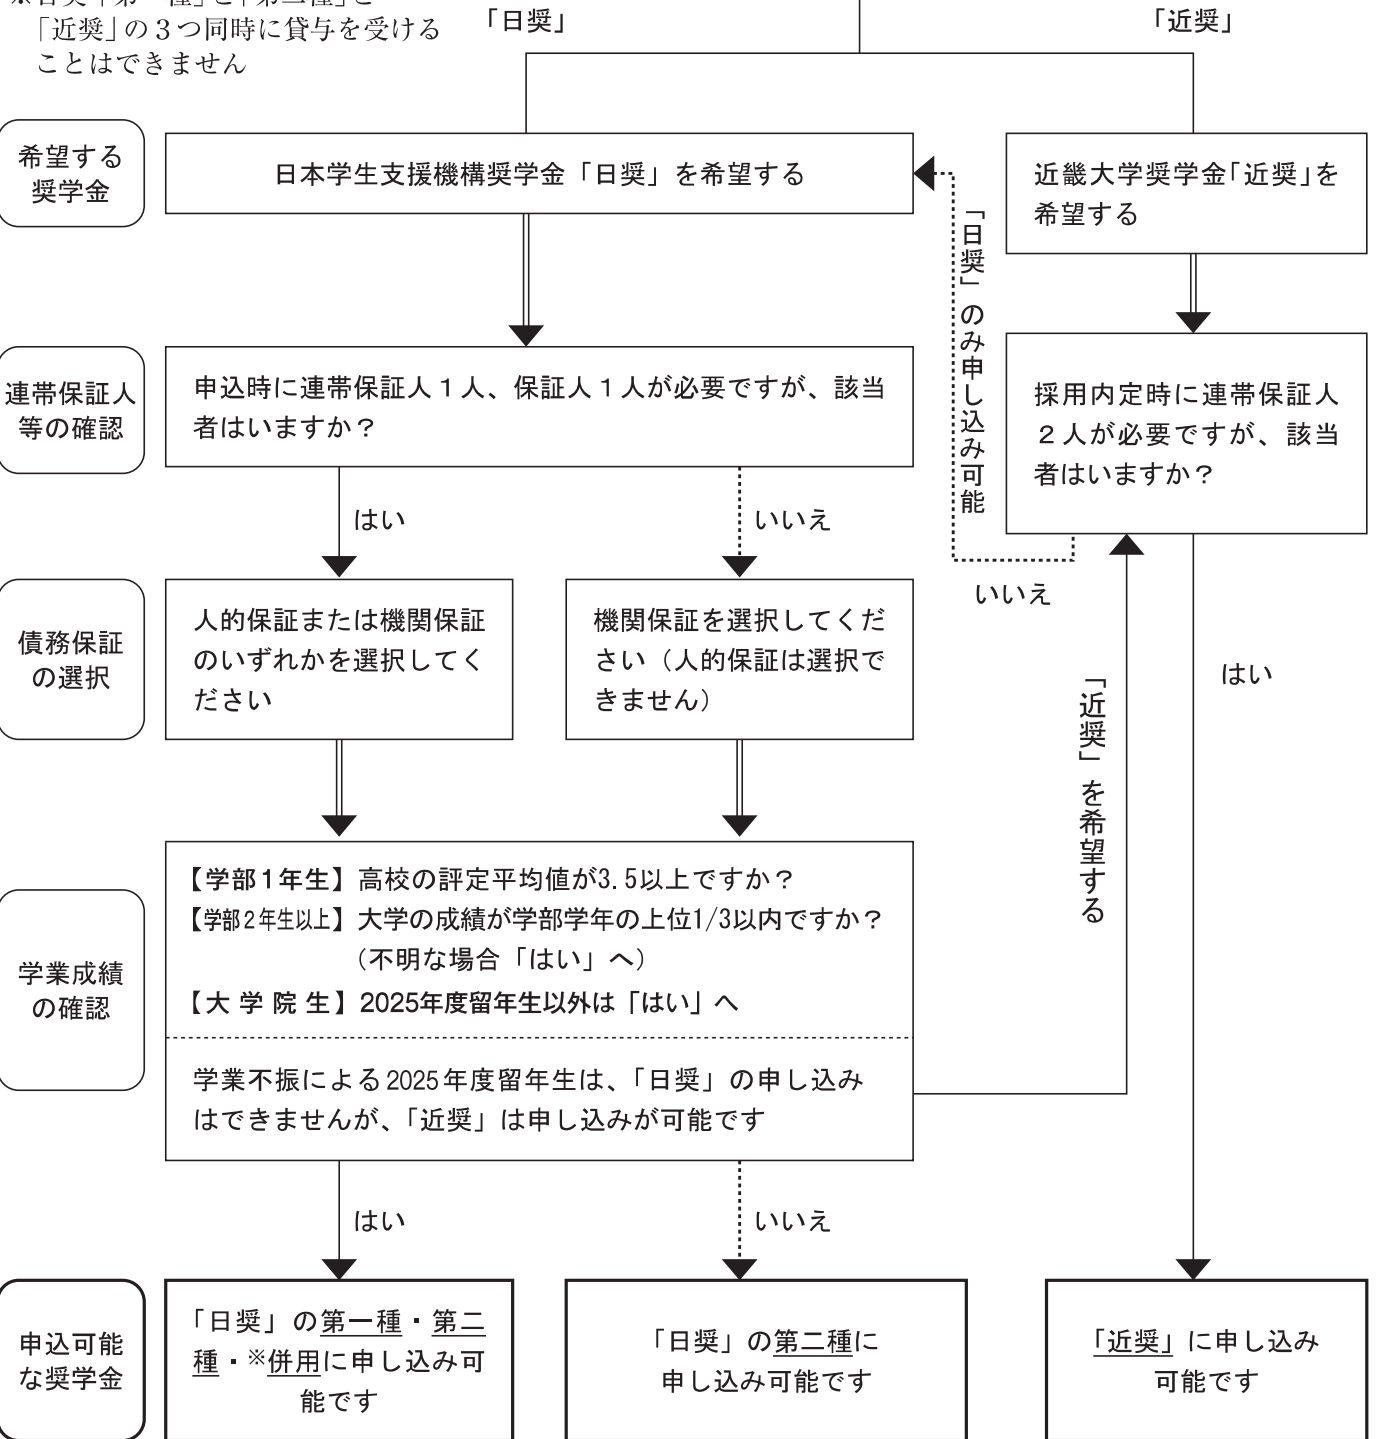 「近奨」の３つ同時に貸与を受ける
ことはできません
「日奨」
「近奨」
希望する
奨学金
日本学生支援機構奨学金「日奨」を希望する
近畿大学奨学金「近奨」を
希望する
「日奨」のみ申し込み可能
連帯保証人
等の確認
申込時に連帯保証人１人、保証人１人が必要ですが、該当
者はいますか？
採用内定時に連帯保証人
２人が必要ですが、該当
者はいますか？
はい
いいえ
いいえ
債務保証
の選択
人的保証または機関保証
のいずれかを選択してく
ださい
機関保証を選択してくだ
さい（人的保証は選択で
きません）
はい
「近奨」を希望する
学業成績
の確認
【学部１年生】高校の評定平均値が3.5以上ですか？
【学部２年生以上】大学の成績が学部学年の上位1/3以内ですか？
（不明な場合「はい」へ）
【大学院生】2025年度留年生以外は「はい」へ
学業不振による2025年度留年生は、「日奨」の申し込み
はできませんが、「近奨」は申し込みが可能です
はい
いいえ
申込可能
な奨学金
「日奨」の第一種・第二
種・※併用に申し込み可
能です
「日奨」の第二種に
申し込み可能です
「近奨」に申し込み
可能です